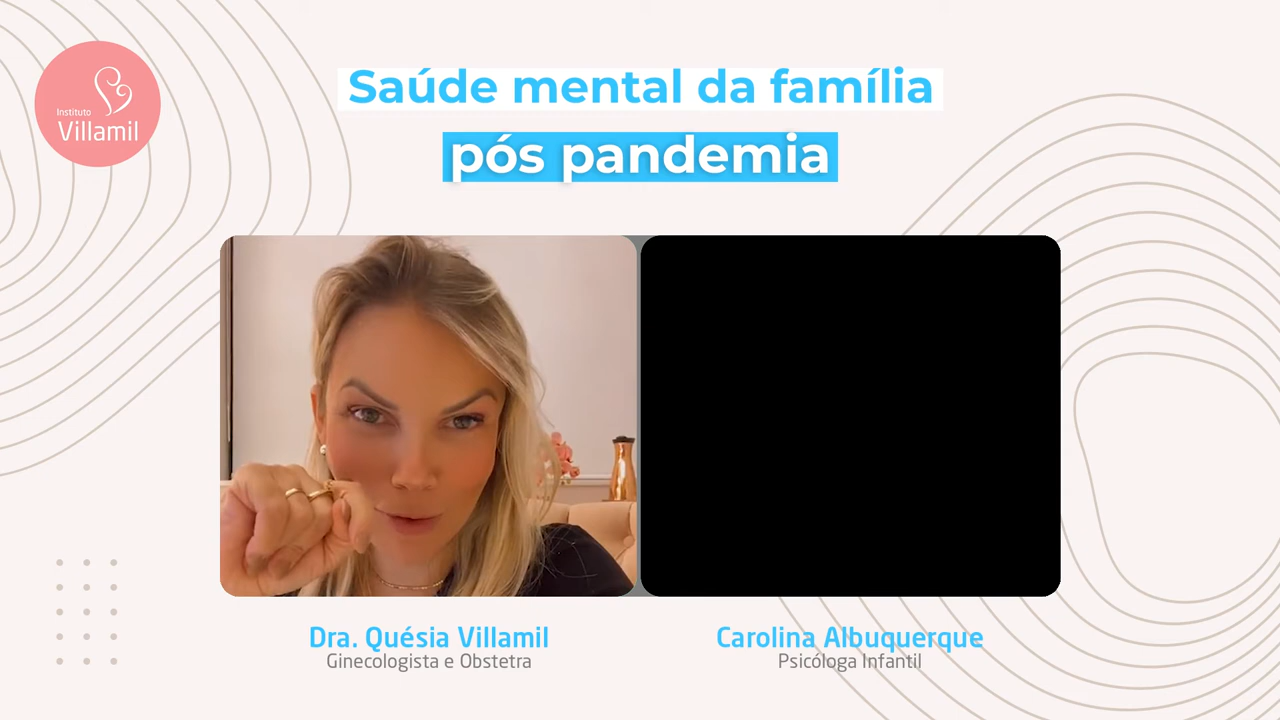 Instituto
Villamil
Saúde mental da família
pós pandemia
Dra. Quésia Villamil
Ginecologista e Obstetra
Carolina Albuquerque
Psicóloga Infantil